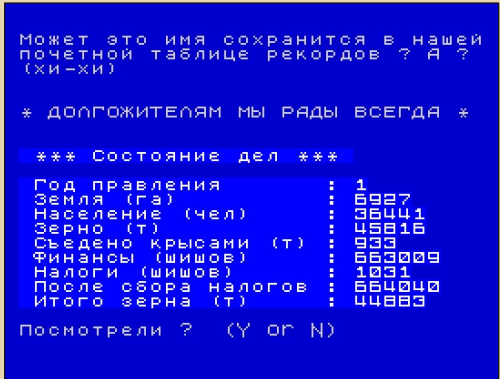 Может это имя сохранится в нашей
почетной таблице рекордов ? А ?
(хи-хи)
* ДОЛГОЖИТЕЛЯМ МЫ РАДЫ ВСЕГДА *
*** Состояние дел ***
Год правления : 1
Земля (га) : 6927
Население (чел) : 36441
Зерно (т) : 45816
Съедено крысами (т) : 933
Финансы (шишов) : 663009
Налоги (шишов) : 1031
После сбора налогов : 664040
Итого зерна (т) : 44883
Посмотрели ? (Y or N)